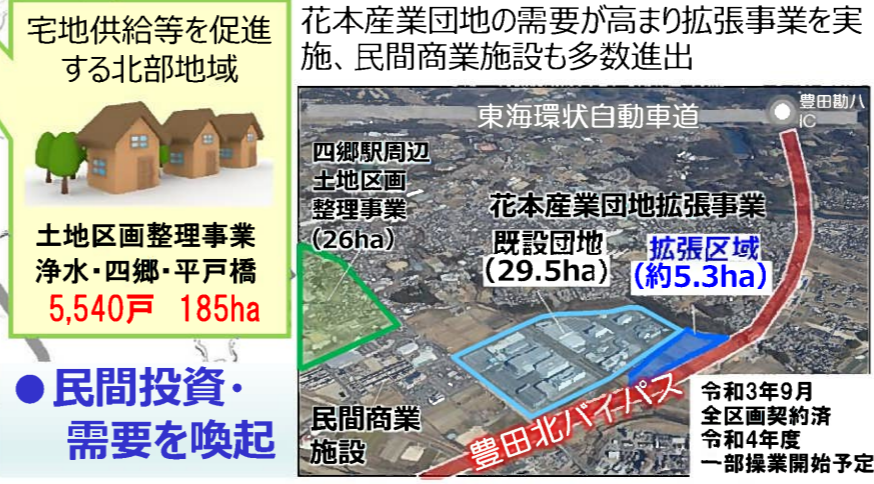 宅地供給等を促進
する北部地域
土地区画整理事業
浄水・四郷・平戸橋
5,540戸 185ha
●民間投資・
需要を喚起
花本産業団地の需要が高まり拡張事業を実
施、民間商業施設も多数進出
東海環状自動車道
豊田勘八
IC
四郷駅周辺
土地区画
整理事業
(26ha)
花本産業団地拡張事業
既設団地
(29.5ha)
拡張区域
(約5.3ha)
民間商業
施設
豊田北バイパス
令和3年9月
全区画契約済
令和4年度
一部操業開始予定